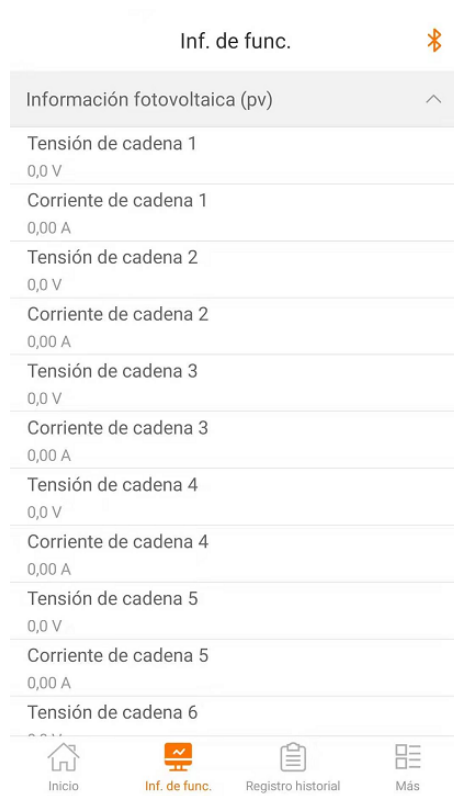 Inf. de func.
Información fotovoltaica (pv)
Tensión de cadena 1
0,0 V
Corriente de cadena 1
0,00 A
Tensión de cadena 2
0,0 V
Corriente de cadena 2
0,00 A
Tensión de cadena 3
0,0 V
Corriente de cadena 3
0,00 A
Tensión de cadena 4
0,0 V
Corriente de cadena 4
0,00 A
Tensión de cadena 5
0,0 V
Corriente de cadena 5
0,00 A
Tensión de cadena 6
Inicio
Inf. de func.
Registro historial
Más